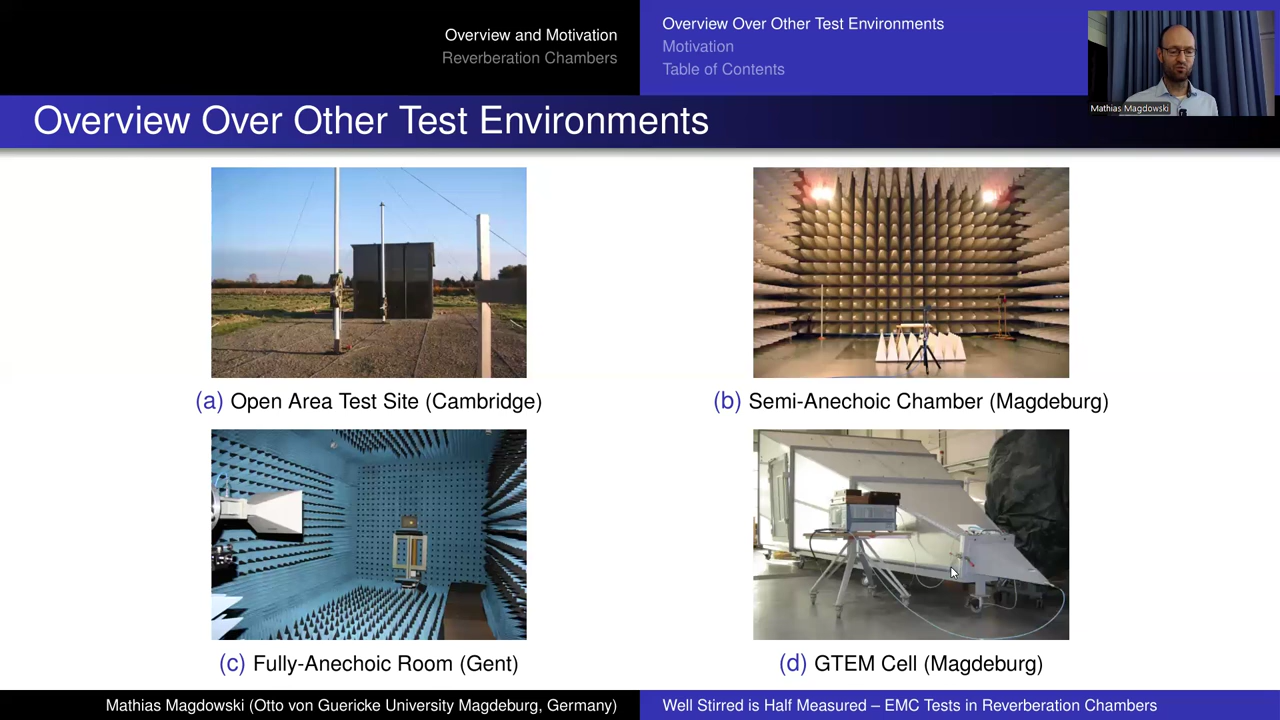 Overview and Motivation
Reverberation Chambers
Overview Over Other Test Environments
Motivation
Table of Contents
Mathias Magdowski
Overview Over Other Test Environments
(a) Open Area Test Site (Cambridge)
(b) Semi-Anechoic Chamber (Magdeburg)
(c) Fully-Anechoic Room (Gent)
(d) GTEM Cell (Magdeburg)
Mathias Magdowski (Otto von Guericke University Magdeburg, Germany)
Well Stirred is Half Measured – EMC Tests in Reverberation Chambers